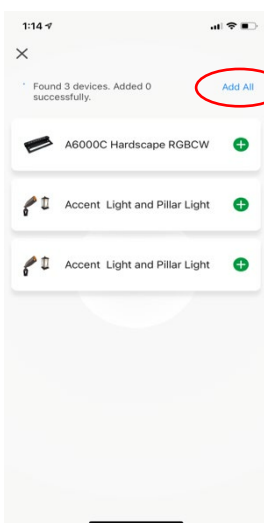 1:14
Found 3 devices. Added 0
successfully.
Add All
A6000C Hardscape RGBCW
Accent Light and Pillar Light
Accent Light and Pillar Light